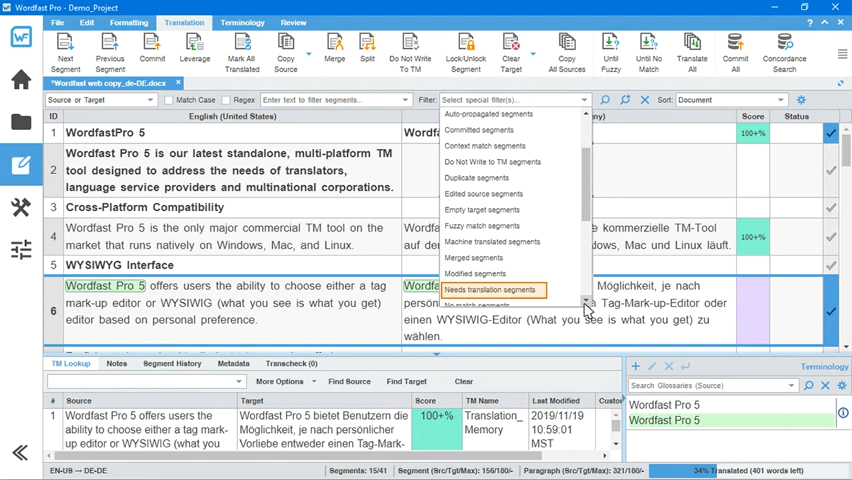 Wordfast Pro - Demo_Project
File Edit Formatting Translation Terminology Review
Next Segment
Previous Segment
Commit
Leverage
Mark All Translated
Copy Source
Merge
Split
Do Not Write To TM
Lock/Unlock Segment
Clear Target
Copy All Sources
Until Fuzzy
Until No Match
Translate All
Commit All
Concordance Search
*Wordfast web copy_de-DE.docx
Source or Target Match Case Regex Enter text to filter segments... Filter: Select special filter(s)... Sort: Document
ID English (United States) Score Status
Auto-propagated segments
Committed segments
Context match segments
Do Not Write to TM segments
Duplicate segments
Edited source segments
Empty target segments
Fuzzy match segments
Machine translated segments
Merged segments
Modified segments
Needs translation segments
No match segments
1 WordfastPro 5 100+%
2 Wordfast Pro 5 is our latest standalone, multi-platform TM
tool designed to address the needs of translators,
language service providers and multinational corporations.
3 Cross-Platform Compatibility
4 Wordfast Pro 5 is the only major commercial TM tool on the
market that runs natively on Windows, Mac, and Linux.
kommerzielle TM-Tool
auf de
Mac und Linux läuft.
100+%
5 WYSIWYG Interface
6 Wordfast Pro 5 offers users the ability to choose either a tag
mark-up editor or WYSIWIG (what you see is what you get)
editor based on personal preference.
Wordfa
Möglichkeit, je nach
persön
Tag-Mark-up-Editor oder
einen WYSIWIG-Editor (What you see is what you get) zu
wählen.
TM Lookup Notes Segment History Metadata Transcheck (0)
More Options Find Source Find Target Clear
# Source Target Score TM Name Last Modified Custor
1 Wordfast Pro 5 offers users the
ability to choose either a tag
mark-up editor or WYSIWIG
(what you see is what you
Wordfast Pro 5 bietet Benutzern die
Möglichkeit, je nach persönlicher
Vorliebe entweder einen Tag-Mark-
100+%
Translation_
Memory
2019/11/19
10:59:01
MST
Terminology
Search Glossaries (Source)
Wordfast Pro 5
Wordfast Pro 5
EN-US → DE-DE Segments: 15/41 Segment (Src/Tgt/Max): 156/180/- Paragraph (Src/Tgt/Max): 321/180/- 34% Translated (401 words left)